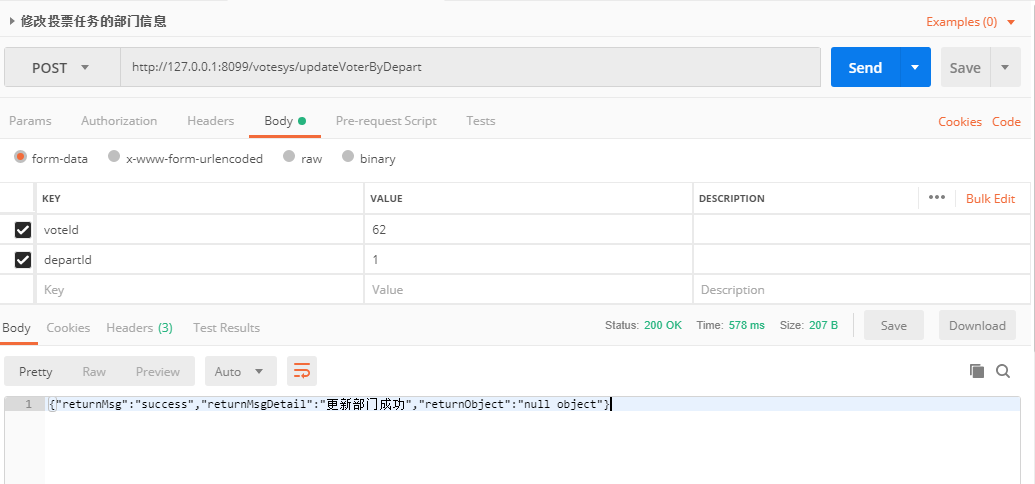 修改投票任务的部门信息 Examples (0)
POST http://127.0.0.1:8099/votesys/updateVoterByDepart Send Save
Params Authorization Headers Body Pre-request Script Tests Cookies Code
form-data x-www-form-urlencoded raw binary
KEY VALUE DESCRIPTION ••• Bulk Edit
voteId 62
departId 1
Key Value Description
Body Cookies Headers (3) Test Results Status: 200 OK Time: 578 ms Size: 207 B Save Download
Pretty Raw Preview Auto
1 {"returnMsg":"success","returnMsgDetail":"更新部门成功","returnObject":"null object"}